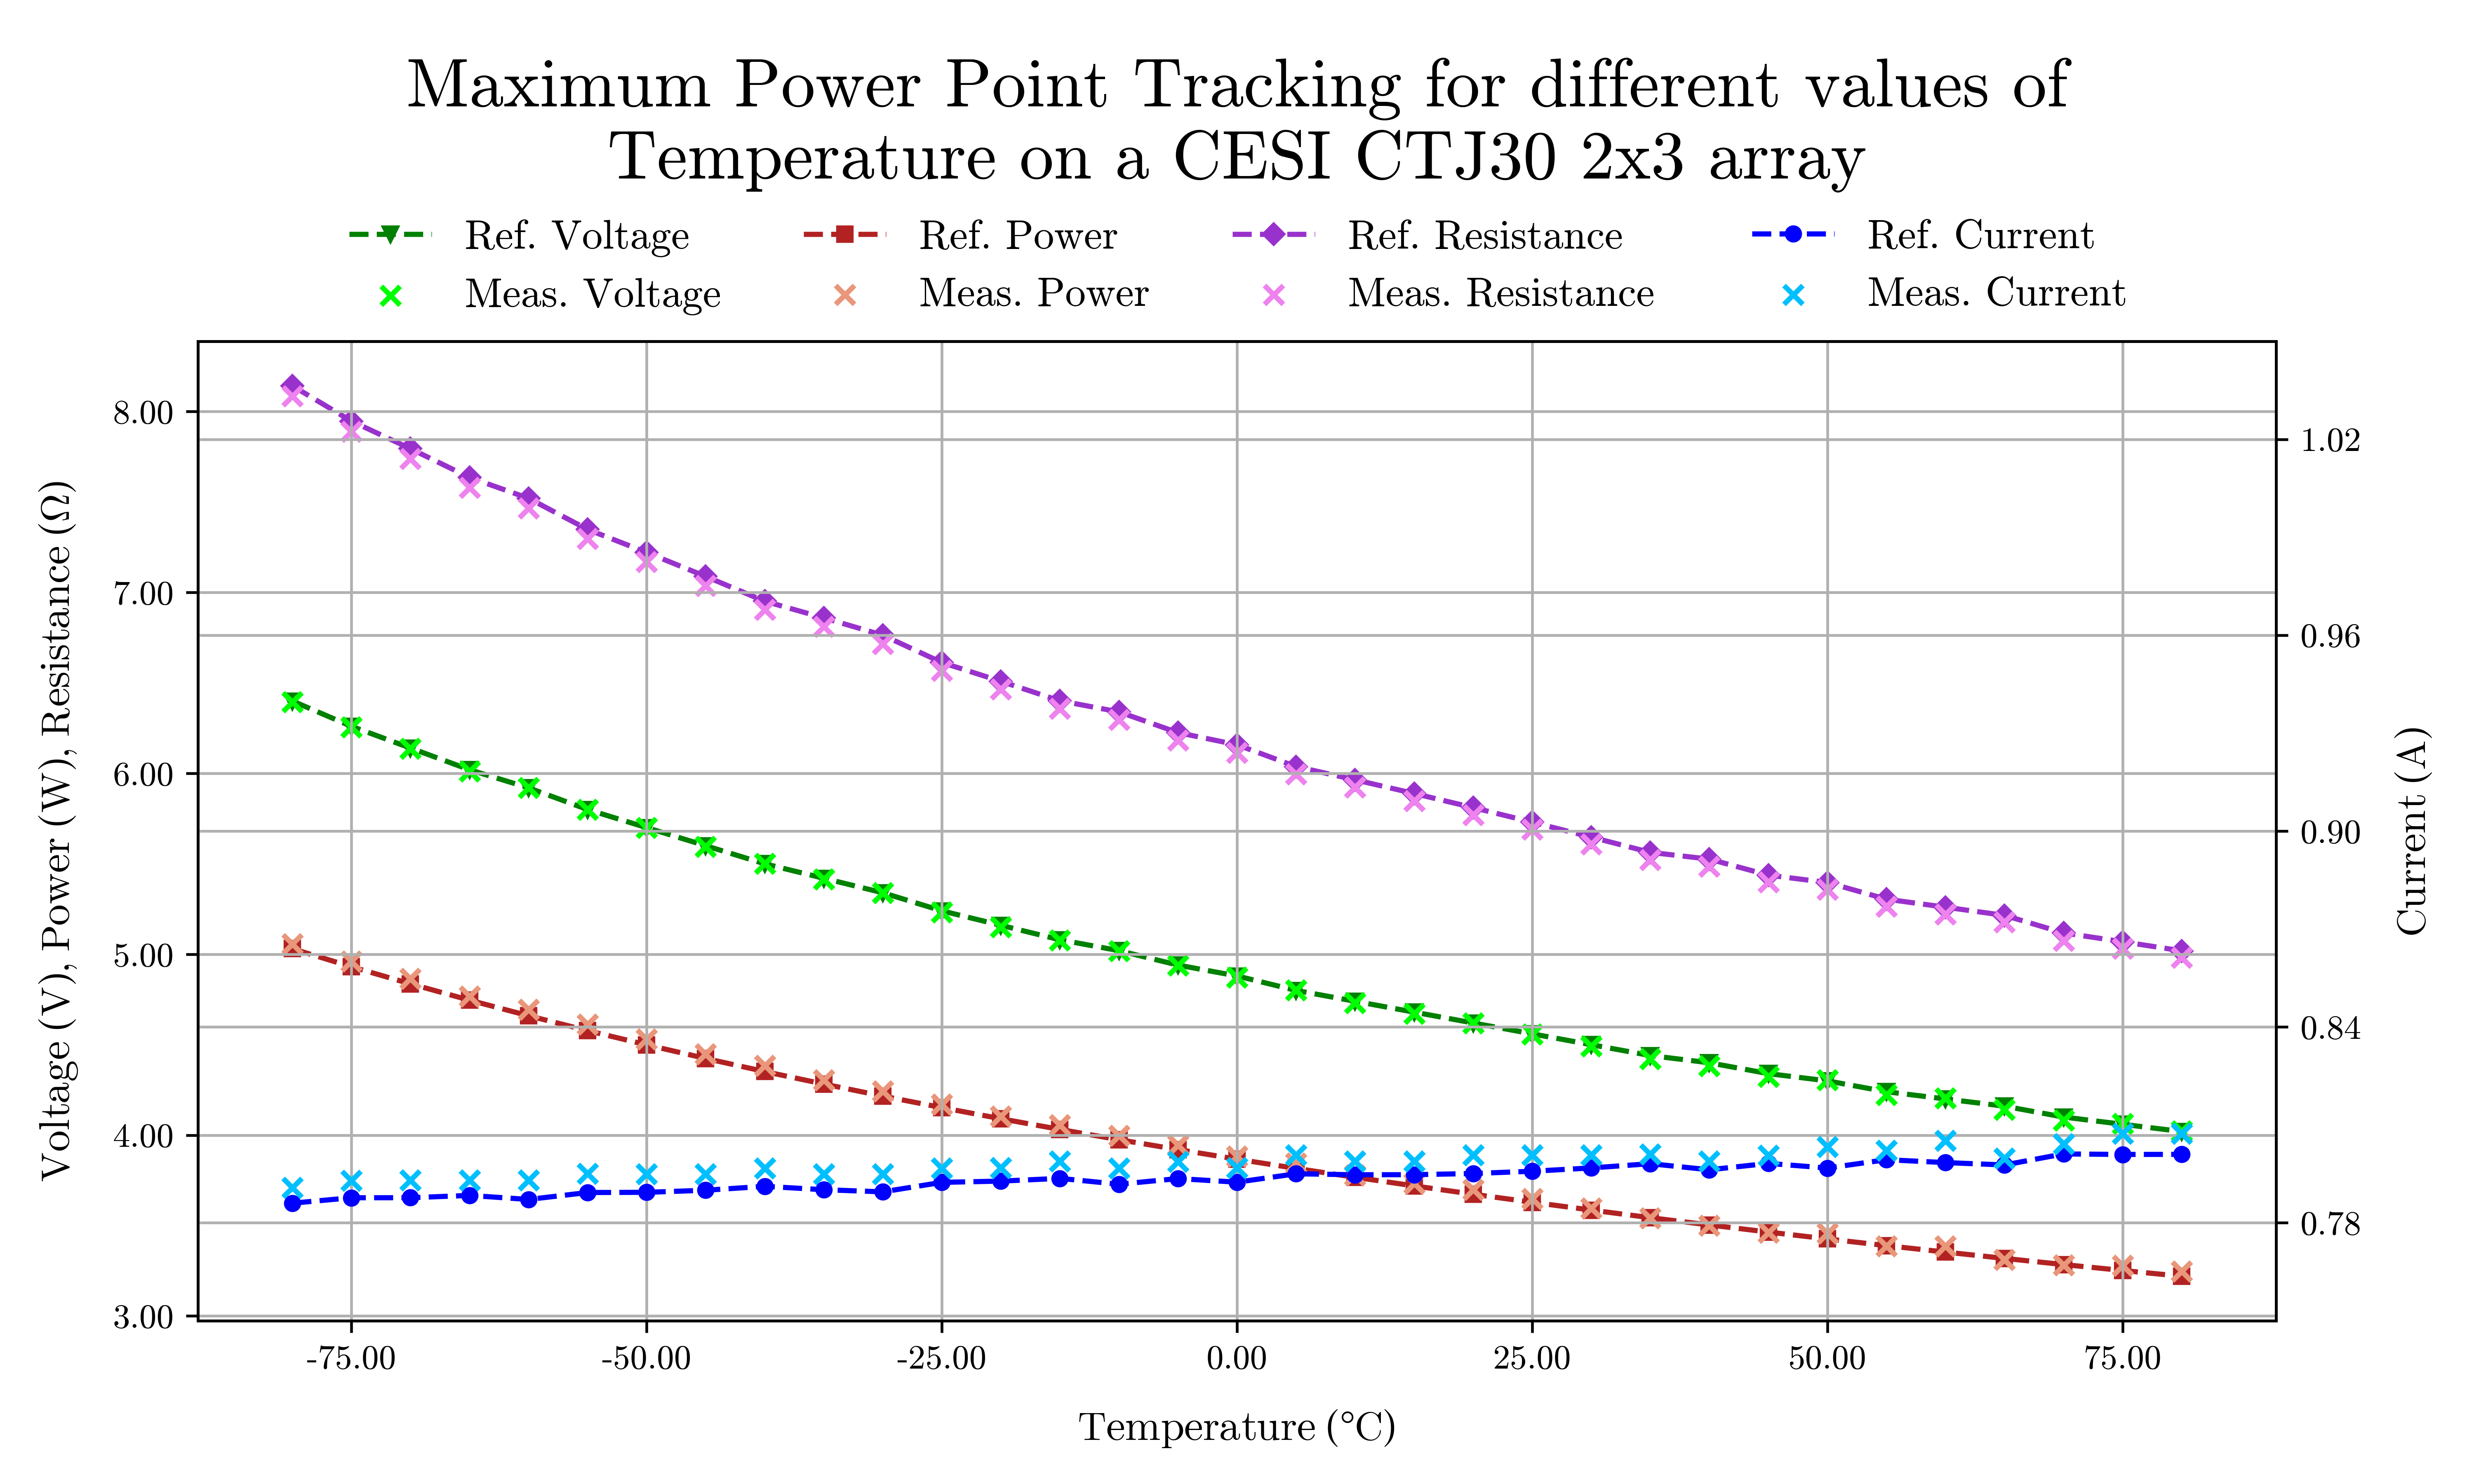 Maximum Power Point Tracking for different values of
Temperature on a CESI CTJ30 2x3 array
Ref. Voltage
Meas. Voltage
Ref. Power
Meas. Power
Ref. Resistance
Meas. Resistance
Ref. Current
Meas. Current
Voltage (V), Power (W), Resistance (Ω)
8.00
7.00
6.00
5.00
4.00
3.00
1.02
0.96
0.90
0.84
0.78
Current (A)
-75.00
-50.00
-25.00
0.00
25.00
50.00
75.00
Temperature (°C)